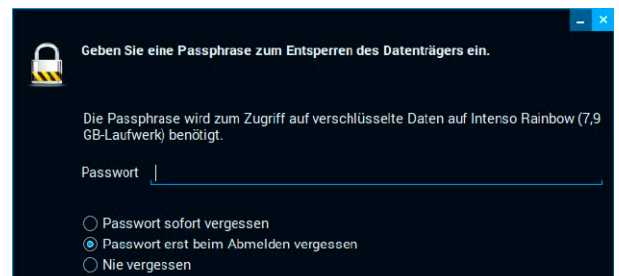 Geben Sie eine Passphrase zum Entsperren des Datenträgers ein.
Die Passphrase wird zum Zugriff auf verschlüsselte Daten auf Intenso Rainbow (7,9
GB-Laufwerk) benötigt.
Passwort
Passwort sofort vergessen
Passwort erst beim Abmelden vergessen
Nie vergessen